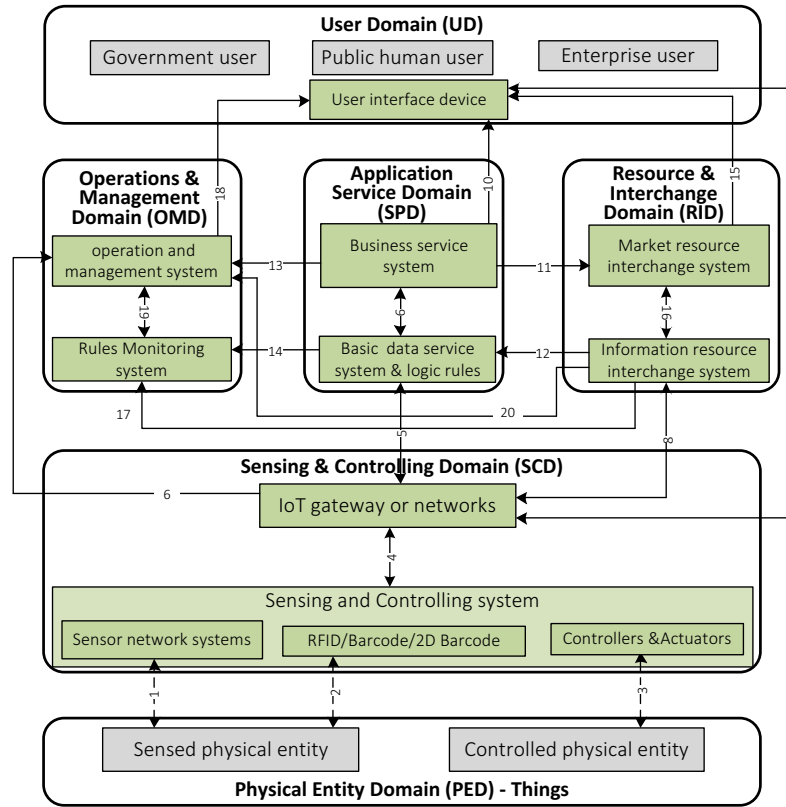 User Domain (UD)
Government user
Public human user
Enterprise user
User interface device
18
10
15
Operations &
Management
Domain (OMD)
Application
Service Domain
(SPD)
Resource &
Interchange
Domain (RID)
operation and
management system
13
Business service
system
11
Market resource
interchange system
19
9
16
Rules Monitoring
system
14
Basic data service
system & logic rules
12
Information resource
interchange system
17
20
5
8
Sensing & Controlling Domain (SCD)
6
IoT gateway or networks
4
Sensing and Controlling system
Sensor network systems
RFID/Barcode/2D Barcode
Controllers &Actuators
1
2
3
Sensed physical entity
Controlled physical entity
Physical Entity Domain (PED) - Things